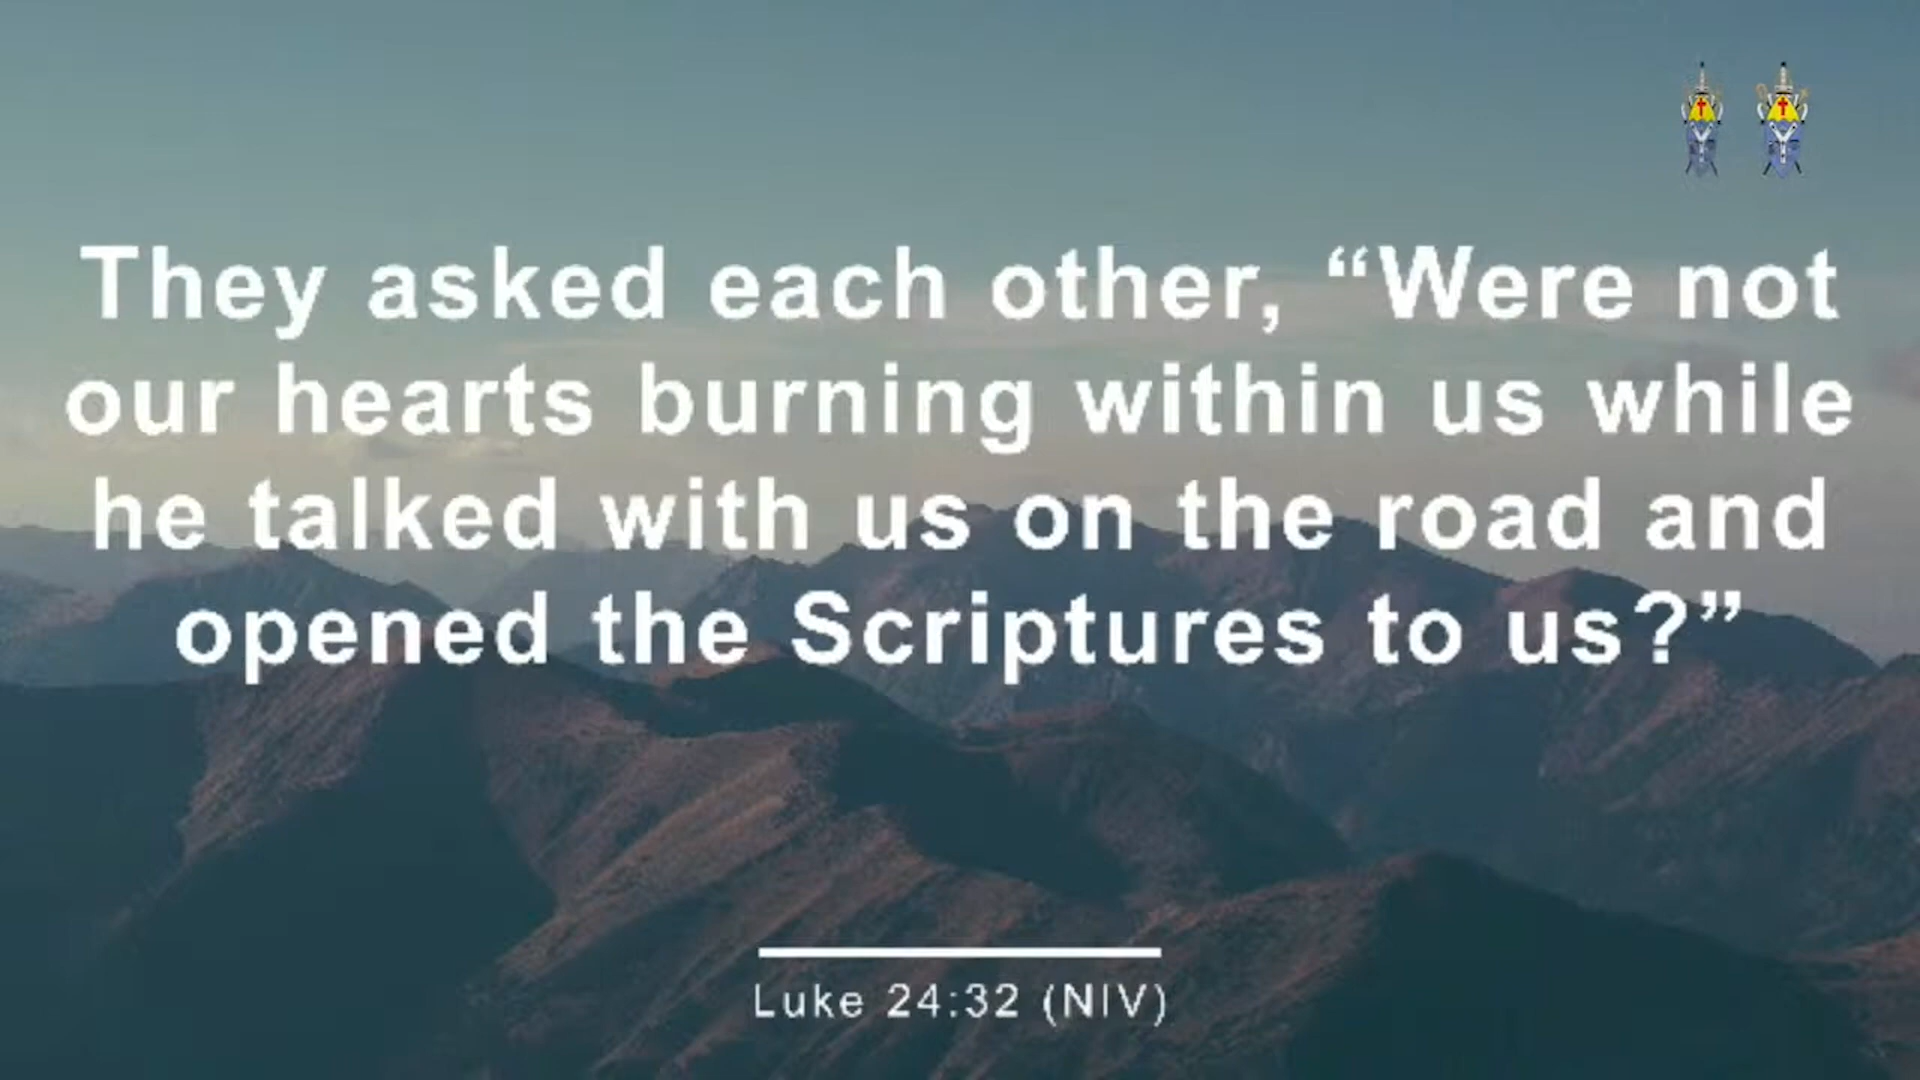 They asked each other, “Were not
our hearts burning within us while
he talked with us on the road and
opened the Scriptures to us?”
Luke 24:32 (NIV)